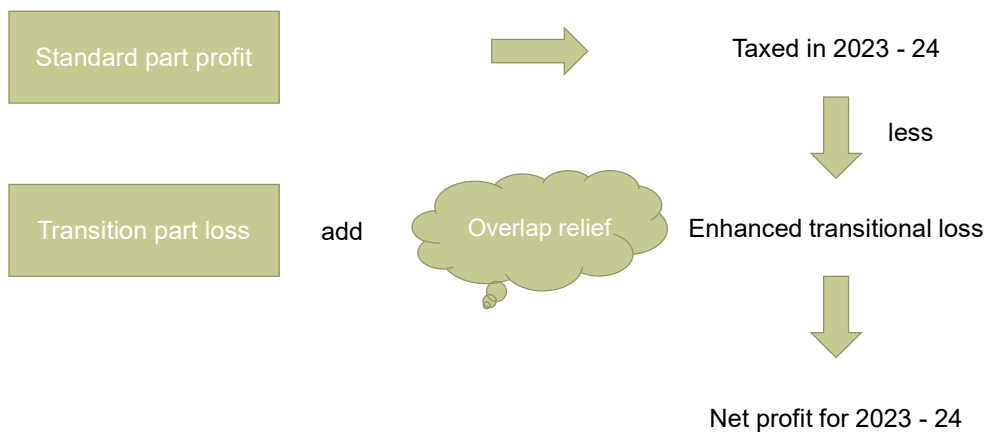 Standard part profit
Taxed in 2023 - 24
less
Transition part loss
add
Overlap relief
Enhanced transitional loss
Net profit for 2023 - 24